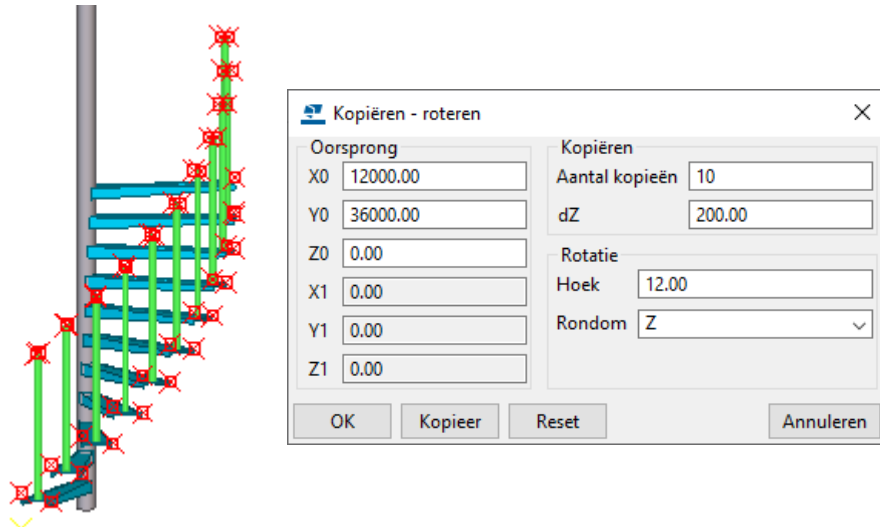 Kopiëren - roteren
Oorsprong
X0 12000.00
Y0 36000.00
Z0 0.00
X1 0.00
Y1 0.00
Z1 0.00
Kopiëren
Aantal kopieën 10
dZ 200.00
Rotatie
Hoek 12.00
Rondom Z
OK Kopieer Reset Annuleren